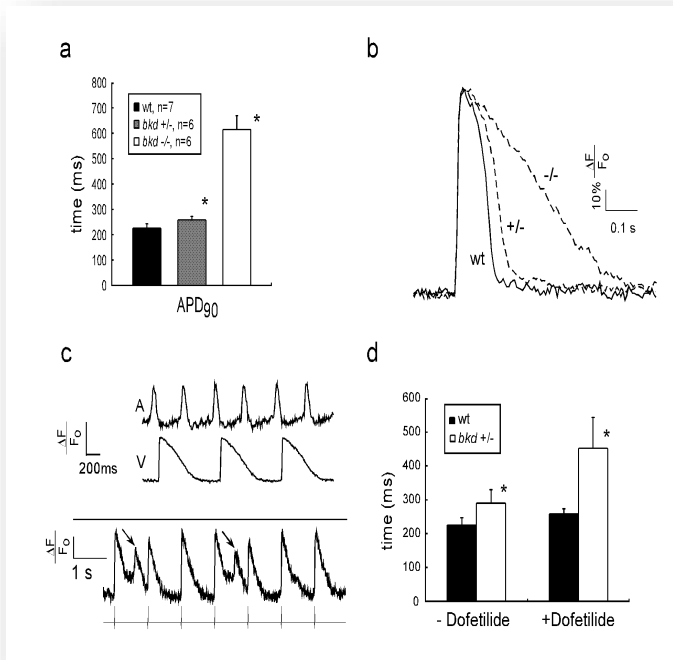 a
800
700
600
500
400
300
200
100
0
time (ms)
wt, n=7
bkd +/-, n=6
bkd -/-, n=6
*
*
APD90
b
-/-
+/-
wt
10% ΔF/Fo
0.1 s
c
A
V
ΔF/Fo
200ms
ΔF/Fo
1 s
d
600
500
400
300
200
100
0
time (ms)
wt
bkd +/-
*
*
- Dofetilide
+Dofetilide